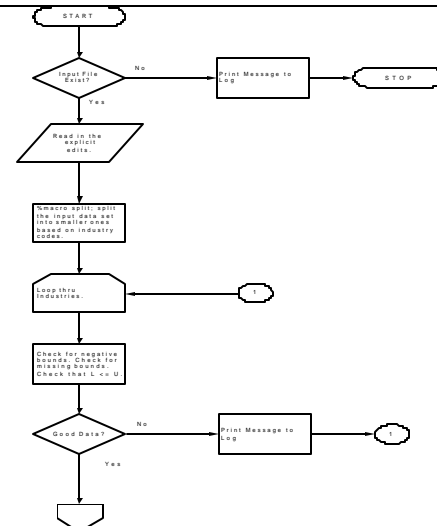 START
Input File
Exist?
No
Print Message to
Log
STOP
Yes
Read in the
explicit
edits.
%macro split; split
the input data set
into smaller ones
based on industry
codes.
Loop thru
Industries.
1
Check for negative
bounds. Check for
missing bounds.
Check that L <= U.
Good Data?
No
Print Message to
Log
1
Yes